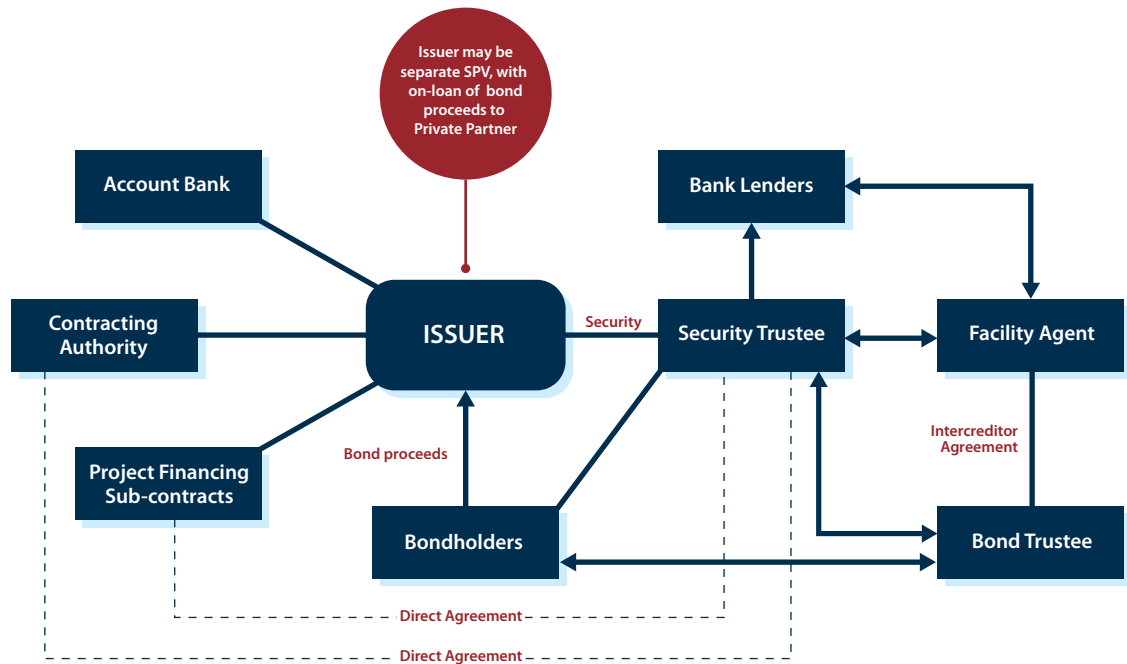 Issuer may be
separate SPV, with
on-loan of bond
proceeds to
Private Partner
Account Bank
Bank Lenders
Contracting
Authority
ISSUER
Security
Security Trustee
Facility Agent
Project Financing
Sub-contracts
Bond proceeds
Intercreditor
Agreement
Bondholders
Bond Trustee
Direct Agreement
Direct Agreement